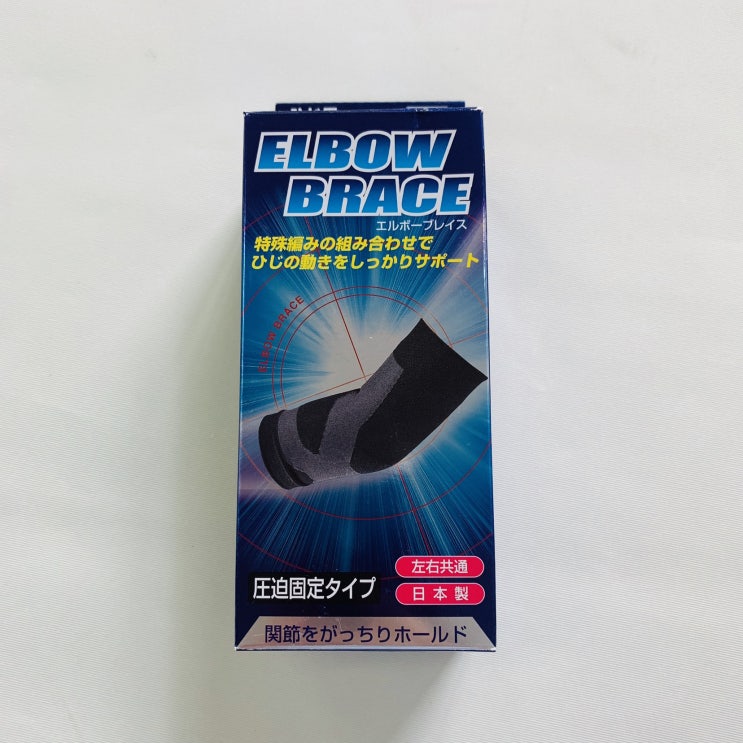 ELBOW
BRACE
エルボーブレイス
特殊編みの組み合わせで
ひじの動きをしっかりサポート
ELBOW BRACE
左右共通
圧迫固定タイプ
日本製
関節をがっちりホールド